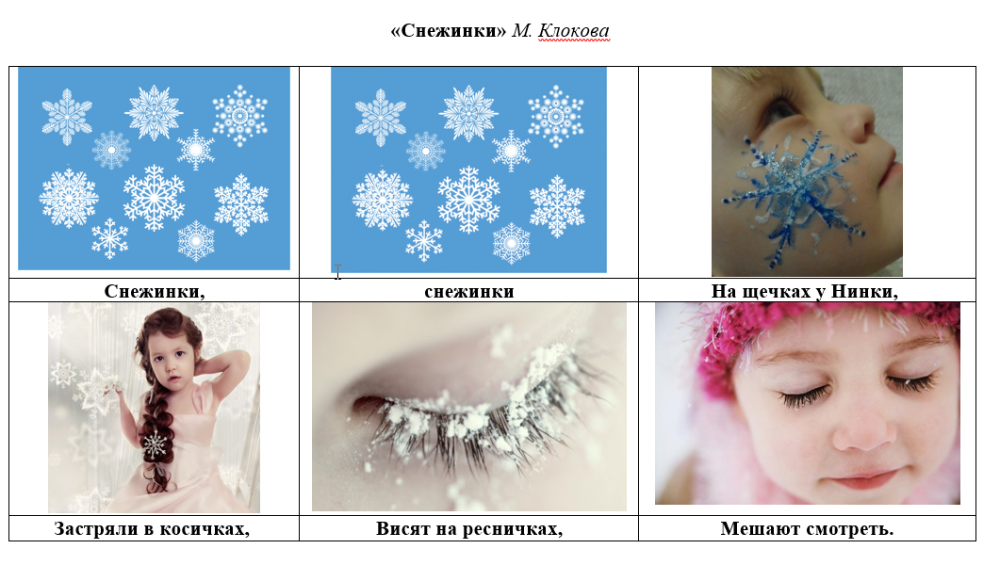 «Снежинки» М. Клокова
Снежинки,
снежинки
На щечках у Нинки,
Застряли в косичках,
Висят на ресничках,
Мешают смотреть.